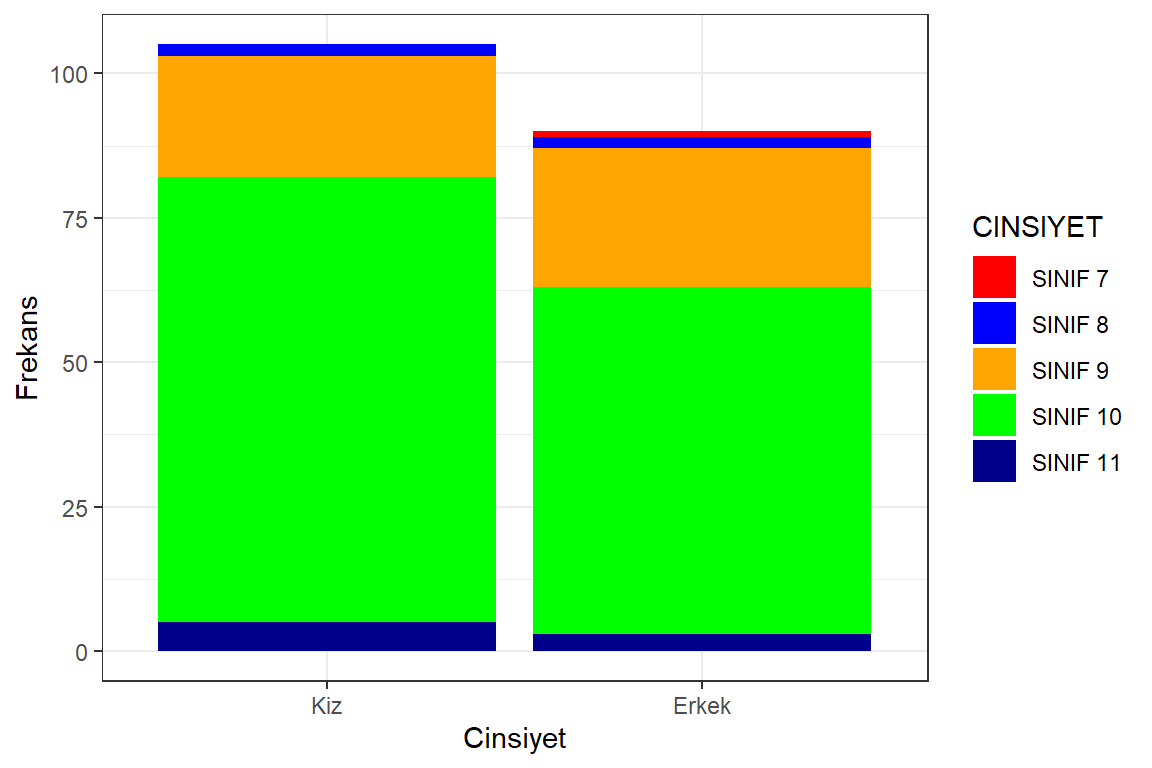 100
75
50
25
0
Frekans
Kiz
Erkek
Cinsiyet
CINSIYET
SINIF 7
SINIF 8
SINIF 9
SINIF 10
SINIF 11